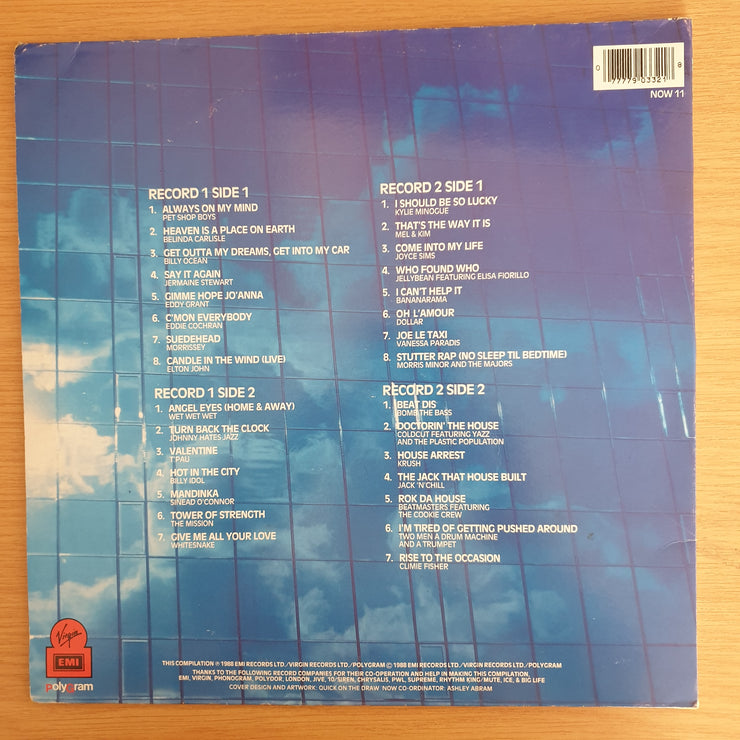 0 77779 03321 8
NOW 11
RECORD 1 SIDE 1
1. ALWAYS ON MY MIND
PET SHOP BOYS
2. HEAVEN IS A PLACE ON EARTH
BELINDA CARLISLE
3. GET OUTTA MY DREAMS, GET INTO MY CAR
BILLY OCEAN
4. SAY IT AGAIN
JERMAINE STEWART
5. GIMME HOPE JO'ANNA
EDDY GRANT
6. C'MON EVERYBODY
EDDIE COCHRAN
7. SUEDEHEAD
MORRISSEY
8. CANDLE IN THE WIND (LIVE)
ELTON JOHN
RECORD 1 SIDE 2
1. ANGEL EYES (HOME & AWAY)
WET WET WET
2. TURN BACK THE CLOCK
JOHNNY HATES JAZZ
3. VALENTINE
T'PAU
4. HOT IN THE CITY
BILLY IDOL
5. MANDINKA
SINEAD O'CONNOR
6. TOWER OF STRENGTH
THE MISSION
7. GIVE ME ALL YOUR LOVE
WHITESNAKE
RECORD 2 SIDE 1
1. I SHOULD BE SO LUCKY
KYLIE MINOGUE
2. THAT'S THE WAY IT IS
MEL & KIM
3. COME INTO MY LIFE
JOYCE SIMS
4. WHO FOUND WHO
JELLYBEAN FEATURING ELISA FIORILLO
5. I CAN'T HELP IT
BANANARAMA
6. OH L'AMOUR
DOLLAR
7. JOE LE TAXI
VANESSA PARADIS
8. STUTTER RAP (NO SLEEP TIL BEDTIME)
MORRIS MINOR AND THE MAJORS
RECORD 2 SIDE 2
1. BEAT DIS
BOMB THE BASS
2. DOCTORIN' THE HOUSE
COLDCUT FEATURING YAZZ
AND THE PLASTIC POPULATION
3. HOUSE ARREST
KRUSH
4. THE JACK THAT HOUSE BUILT
JACK 'N'CHILL
5. ROK DA HOUSE
BEATMASTERS FEATURING
THE COOKIE CREW
6. I'M TIRED OF GETTING PUSHED AROUND
TWO MEN A DRUM MACHINE
AND A TRUMPET
7. RISE TO THE OCCASION
CLIMIE FISHER
Virgin
EMI
polygram
THIS COMPILATION ℗ 1988 EMI RECORDS LTD./VIRGIN RECORDS LTD./POLYGRAM © 1988 EMI RECORDS LTD./VIRGIN RECORDS LTD./POLYGRAM
THANKS TO THE FOLLOWING RECORD COMPANIES FOR THEIR CO-OPERATION AND HELP IN MAKING THIS COMPILATION,
EMI, VIRGIN, PHONOGRAM, POLYDOR, LONDON, JIVE, 10/SIREN, CHRYSALIS, PWL, SUPREME, RHYTHM KING/MUTE, ICE, & BIG LIFE
COVER DESIGN AND ARTWORK: QUICK ON THE DRAW NOW CO-ORDINATOR: ASHLEY ABRAM